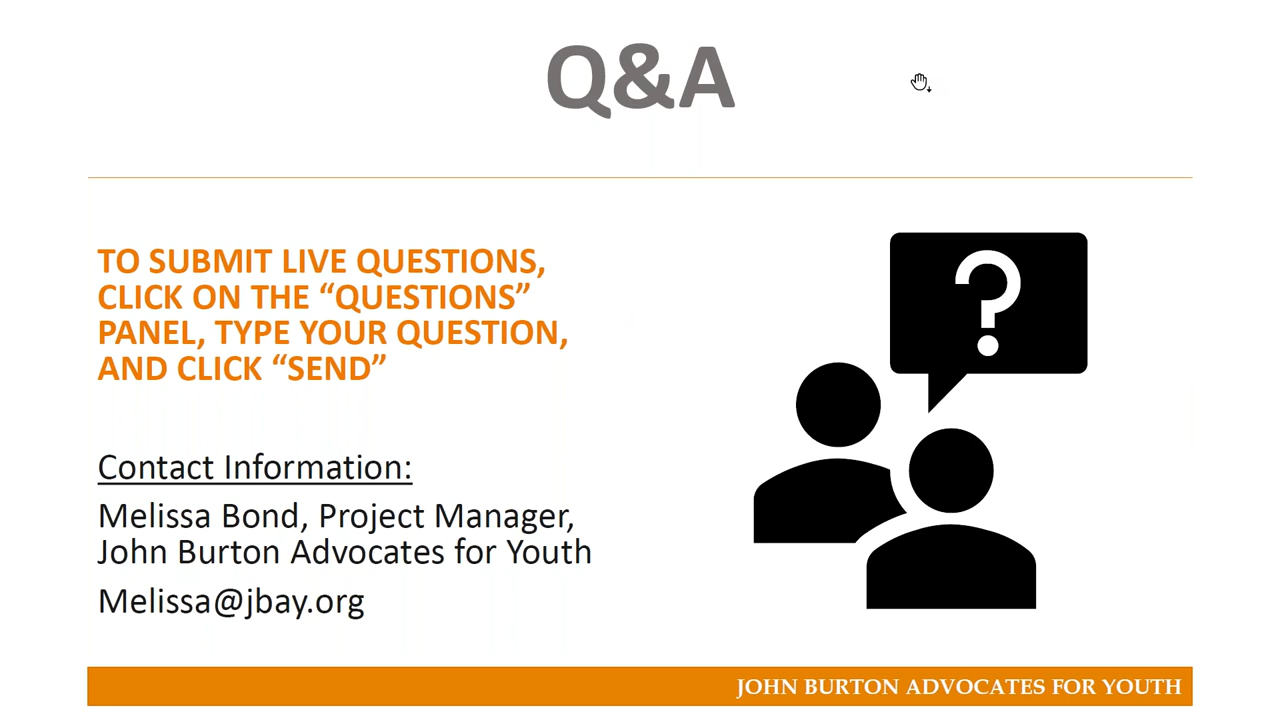 Q&A
TO SUBMIT LIVE QUESTIONS,
CLICK ON THE “QUESTIONS”
PANEL, TYPE YOUR QUESTION,
AND CLICK “SEND”
?
Contact Information:
Melissa Bond, Project Manager,
John Burton Advocates for Youth
Melissa@jbay.org
JOHN BURTON ADVOCATES FOR YOUTH